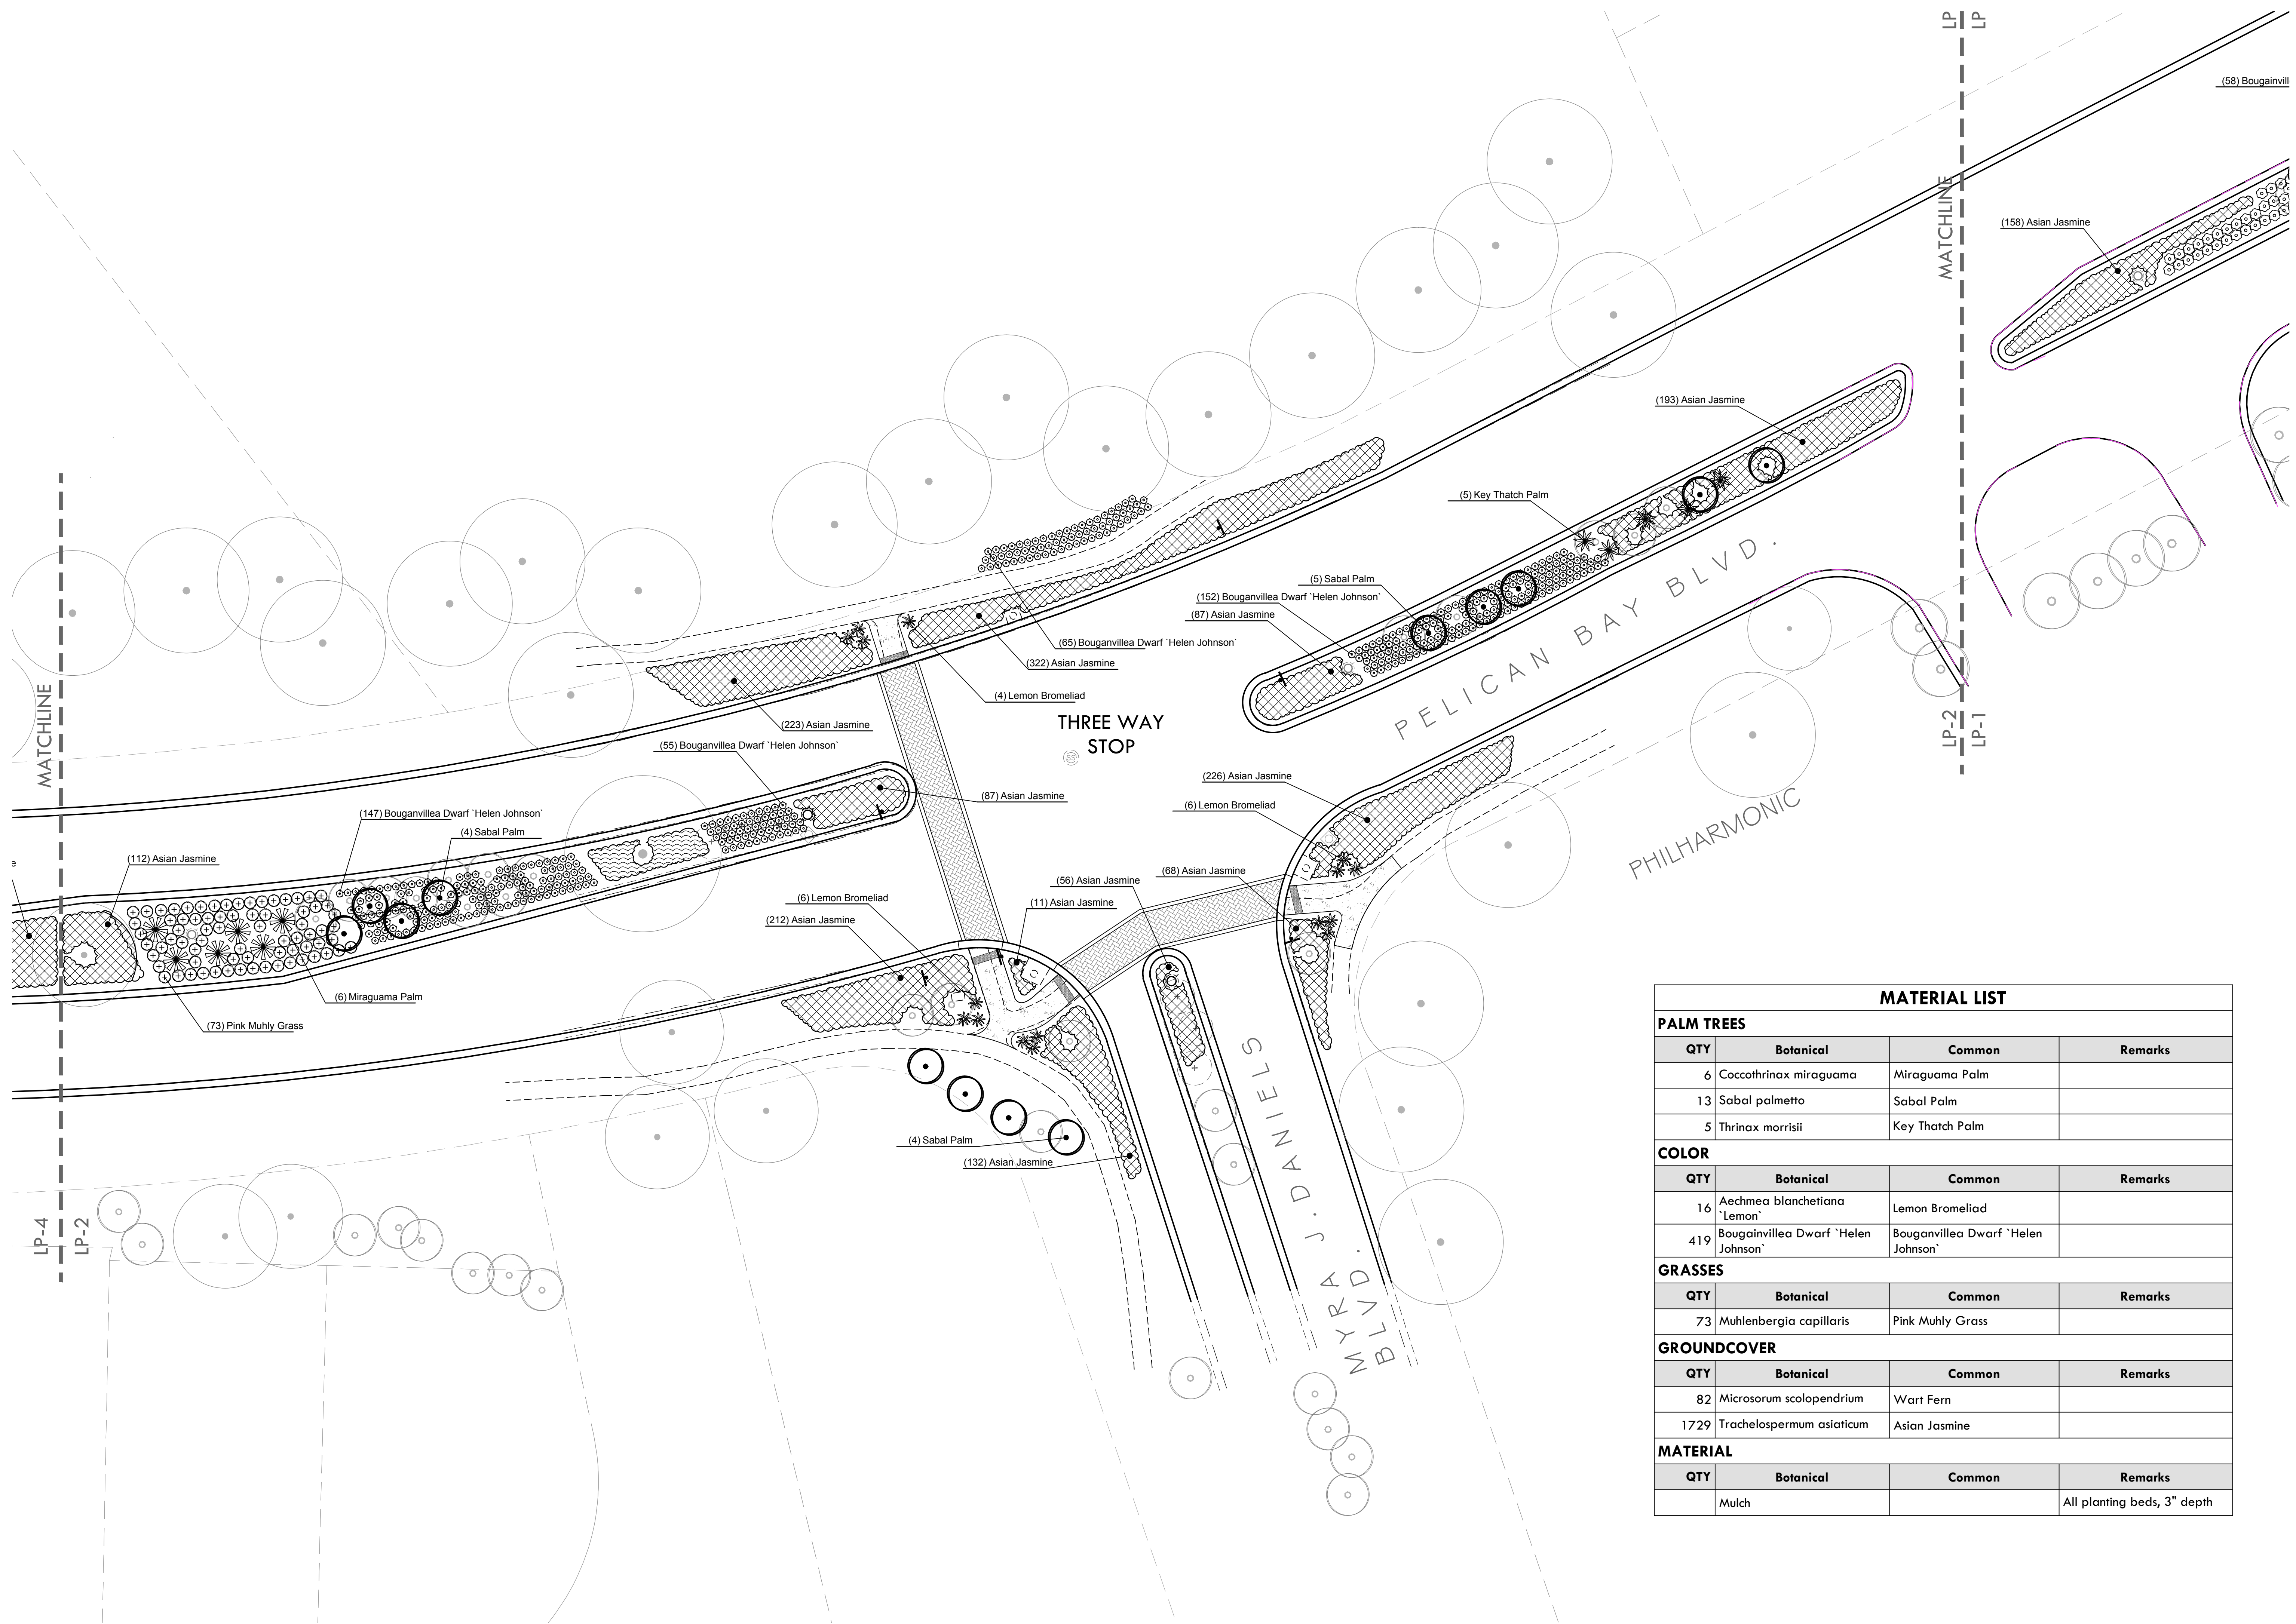 LP
LP
(58) Bougainvill
MATCHLINE
(158) Asian Jasmine
(193) Asian Jasmine
(5) Key Thatch Palm
(5) Sabal Palm
(152) Bouganvillea Dwarf `Helen Johnson`
(87) Asian Jasmine
PELICAN BAY BLVD.
(65) Bouganvillea Dwarf `Helen Johnson`
(322) Asian Jasmine
(4) Lemon Bromeliad
(223) Asian Jasmine
THREE WAY
STOP
(55) Bouganvillea Dwarf `Helen Johnson`
(87) Asian Jasmine
LP-2
LP-1
MATCHLINE
(226) Asian Jasmine
(6) Lemon Bromeliad
PHILHARMONIC
(147) Bouganvillea Dwarf `Helen Johnson`
(4) Sabal Palm
e
(112) Asian Jasmine
(68) Asian Jasmine
(56) Asian Jasmine
(6) Lemon Bromeliad
(11) Asian Jasmine
(212) Asian Jasmine
(6) Miraguama Palm
(73) Pink Muhly Grass
(4) Sabal Palm
(132) Asian Jasmine
MYRA J. DANIELS
BLVD.
LP-4
LP-2
MATERIAL LIST
PALM TREES
QTY Botanical Common Remarks
6 Coccothrinax miraguama Miraguama Palm
13 Sabal palmetto Sabal Palm
5 Thrinax morrisii Key Thatch Palm
COLOR
QTY Botanical Common Remarks
16 Aechmea blanchetiana `Lemon` Lemon Bromeliad
419 Bougainvillea Dwarf `Helen Johnson` Bouganvillea Dwarf `Helen Johnson`
GRASSES
QTY Botanical Common Remarks
73 Muhlenbergia capillaris Pink Muhly Grass
GROUNDCOVER
QTY Botanical Common Remarks
82 Microsorum scolopendrium Wart Fern
1729 Trachelospermum asiaticum Asian Jasmine
MATERIAL
QTY Botanical Common Remarks
Mulch All planting beds, 3" depth